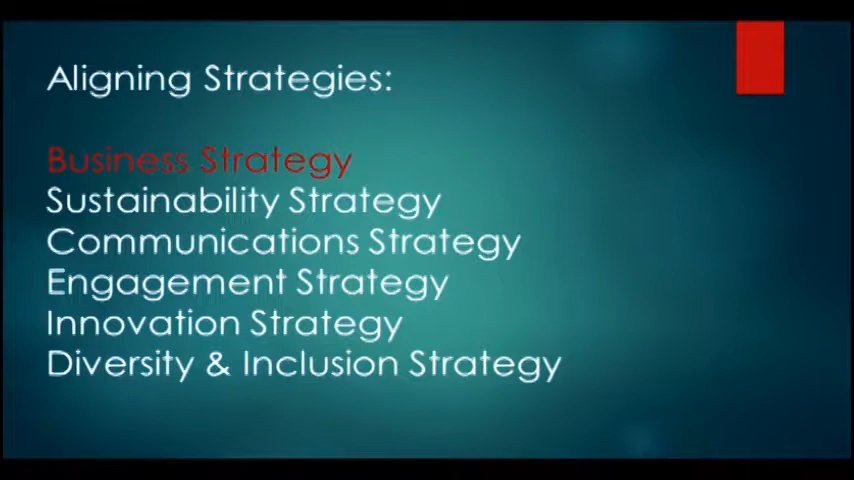 Aligning Strategies:
Business Strategy
Sustainability Strategy
Communications Strategy
Engagement Strategy
Innovation Strategy
Diversity & Inclusion Strategy